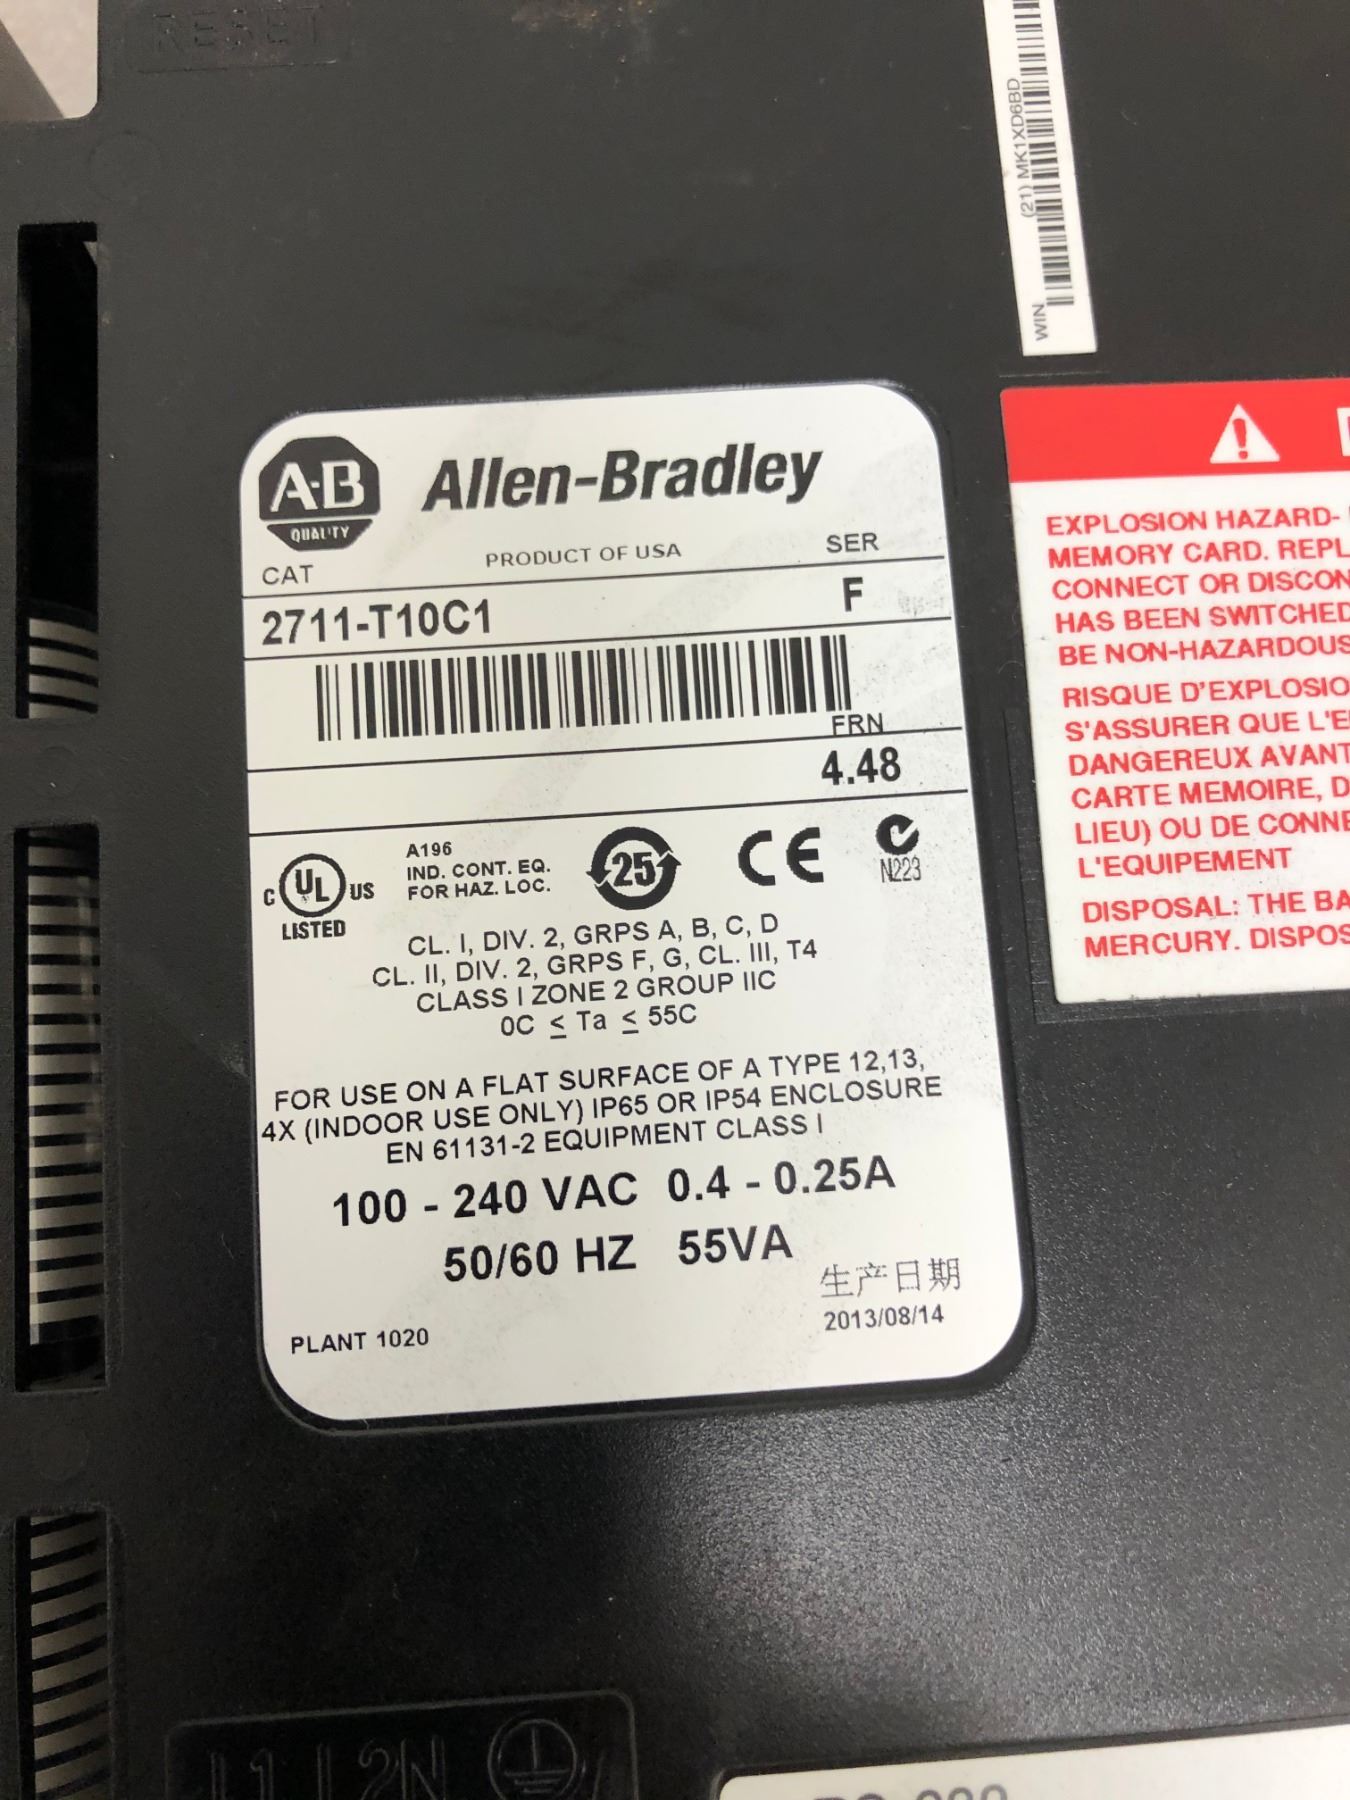 RESET
(21) MK1XD6BD
WIN
A-B
QUALITY
Allen-Bradley
PRODUCT OF USA
SER
CAT
2711-T10C1
F
FRN
4.48
C UL US
LISTED
A196
IND. CONT. EQ.
FOR HAZ. LOC.
25
CE
N223
CL. I, DIV. 2, GRPS A, B, C, D
CL. II, DIV. 2, GRPS F, G, CL. III, T4
CLASS I ZONE 2 GROUP IIC
0C ≤ Ta ≤ 55C
FOR USE ON A FLAT SURFACE OF A TYPE 12,13,
4X (INDOOR USE ONLY) IP65 OR IP54 ENCLOSURE
EN 61131-2 EQUIPMENT CLASS I
100 - 240 VAC 0.4 - 0.25A
50/60 HZ 55VA
生产日期
2013/08/14
PLANT 1020
EXPLOSION HAZARD-
MEMORY CARD. REPL
CONNECT OR DISCON
HAS BEEN SWITCHED
BE NON-HAZARDOUS
RISQUE D'EXPLOSIO
S'ASSURER QUE L'E
DANGEREUX AVANT
CARTE MEMOIRE, D
LIEU) OU DE CONNE
L'EQUIPEMENT
DISPOSAL: THE BA
MERCURY. DISPOS
L1 L2N